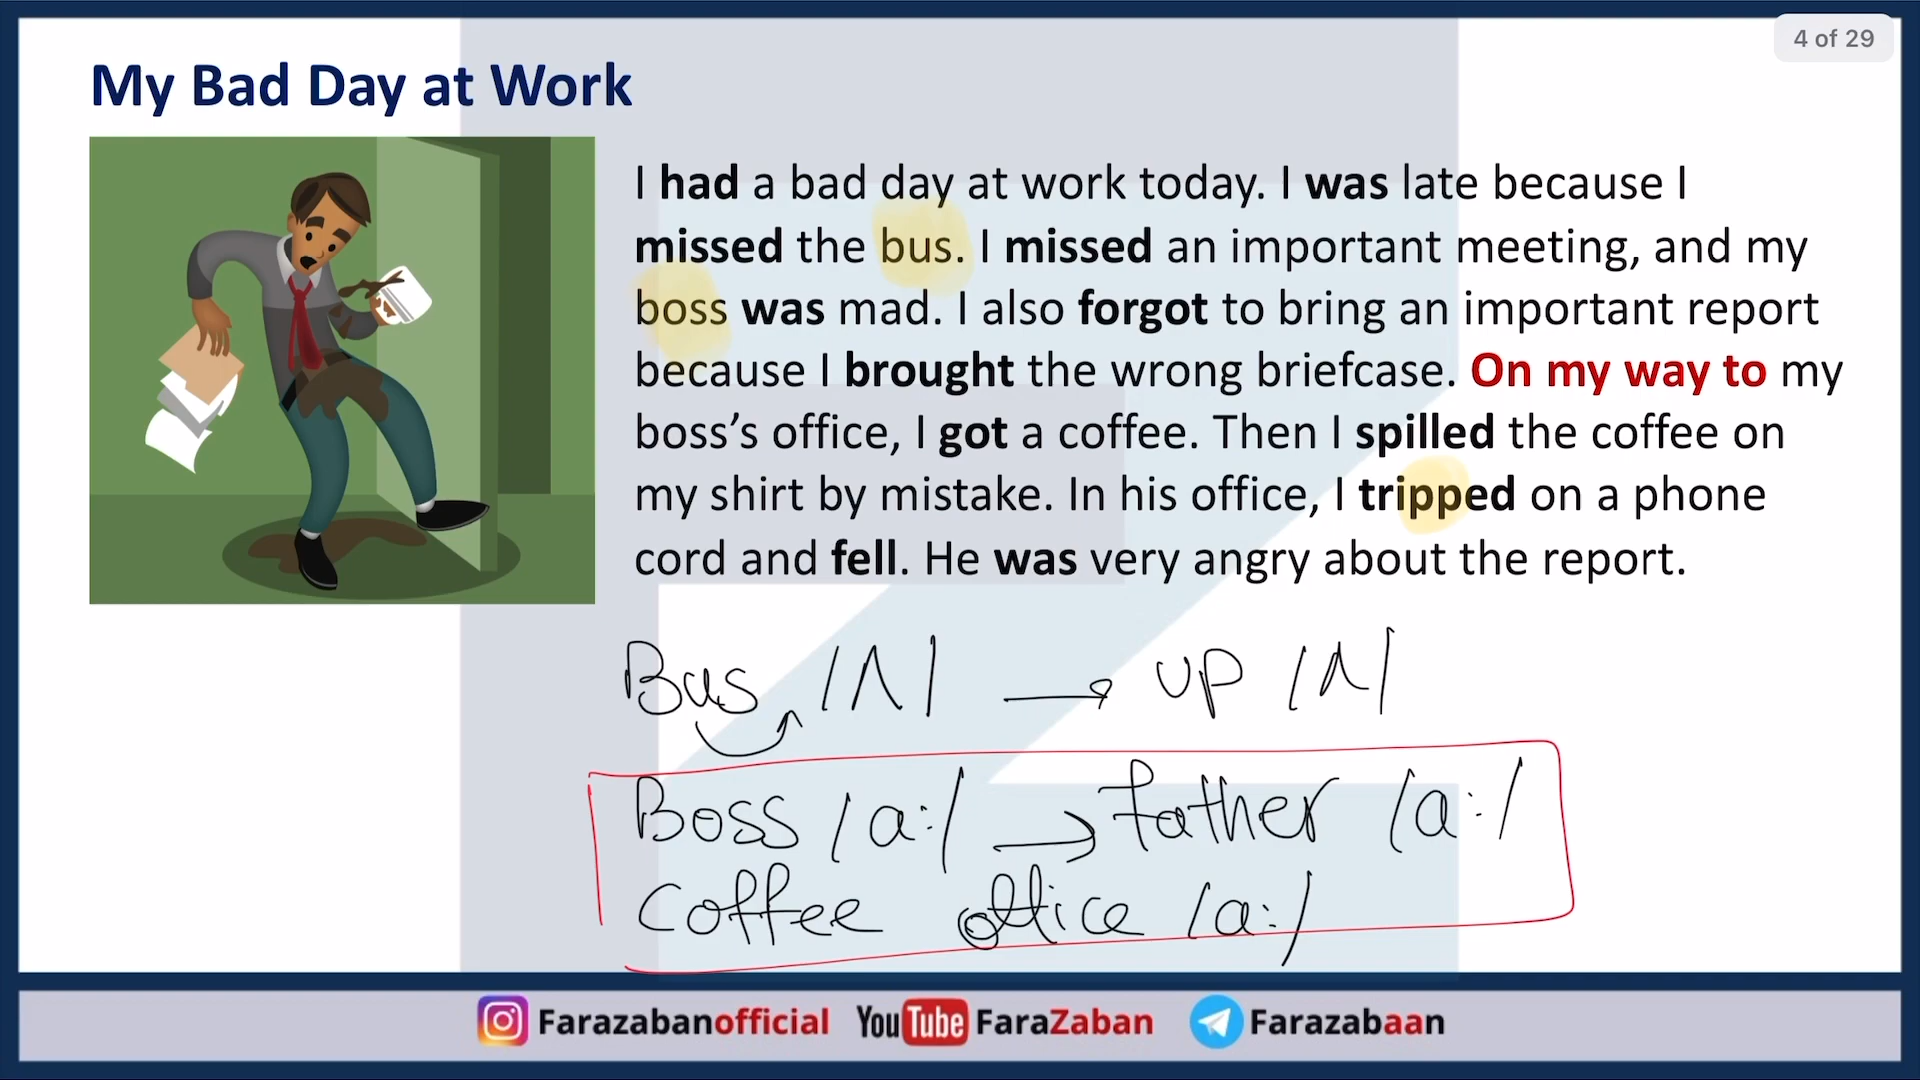 4 of 29
My Bad Day at Work
I had a bad day at work today. I was late because I
missed the bus. I missed an important meeting, and my
boss was mad. I also forgot to bring an important report
because I brought the wrong briefcase. On my way to my
boss’s office, I got a coffee. Then I spilled the coffee on
my shirt by mistake. In his office, I tripped on a phone
cord and fell. He was very angry about the report.
Bus /ʌ/ → up /ʌ/
Boss /a:/ → father /a:/
Coffee office /a:/
Farazabanofficial YouTube FaraZaban Farazabaan